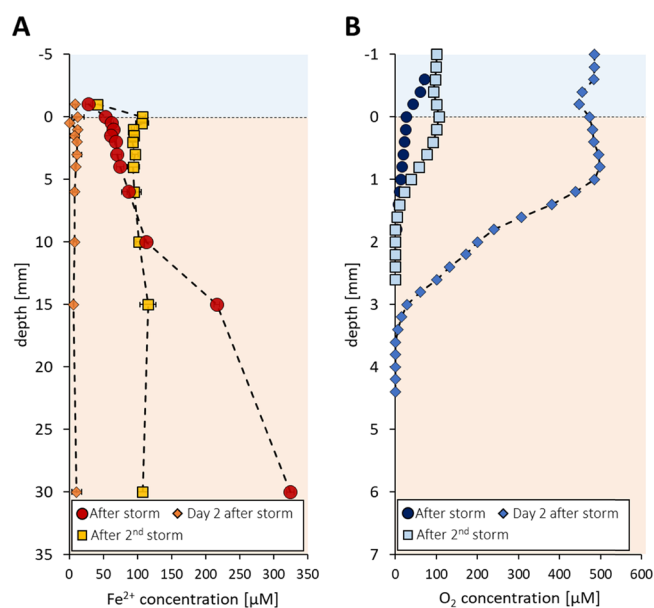 A
-5
0
5
10
15
20
25
30
35
depth [mm]
0 50 100 150 200 250 300 350
Fe²⁺ concentration [µM]
After storm
Day 2 after storm
After 2ⁿᵈ storm
B
-1
0
1
2
3
4
5
6
7
depth [mm]
0 100 200 300 400 500 600
O₂ concentration [µM]
After storm
Day 2 after storm
After 2ⁿᵈ storm